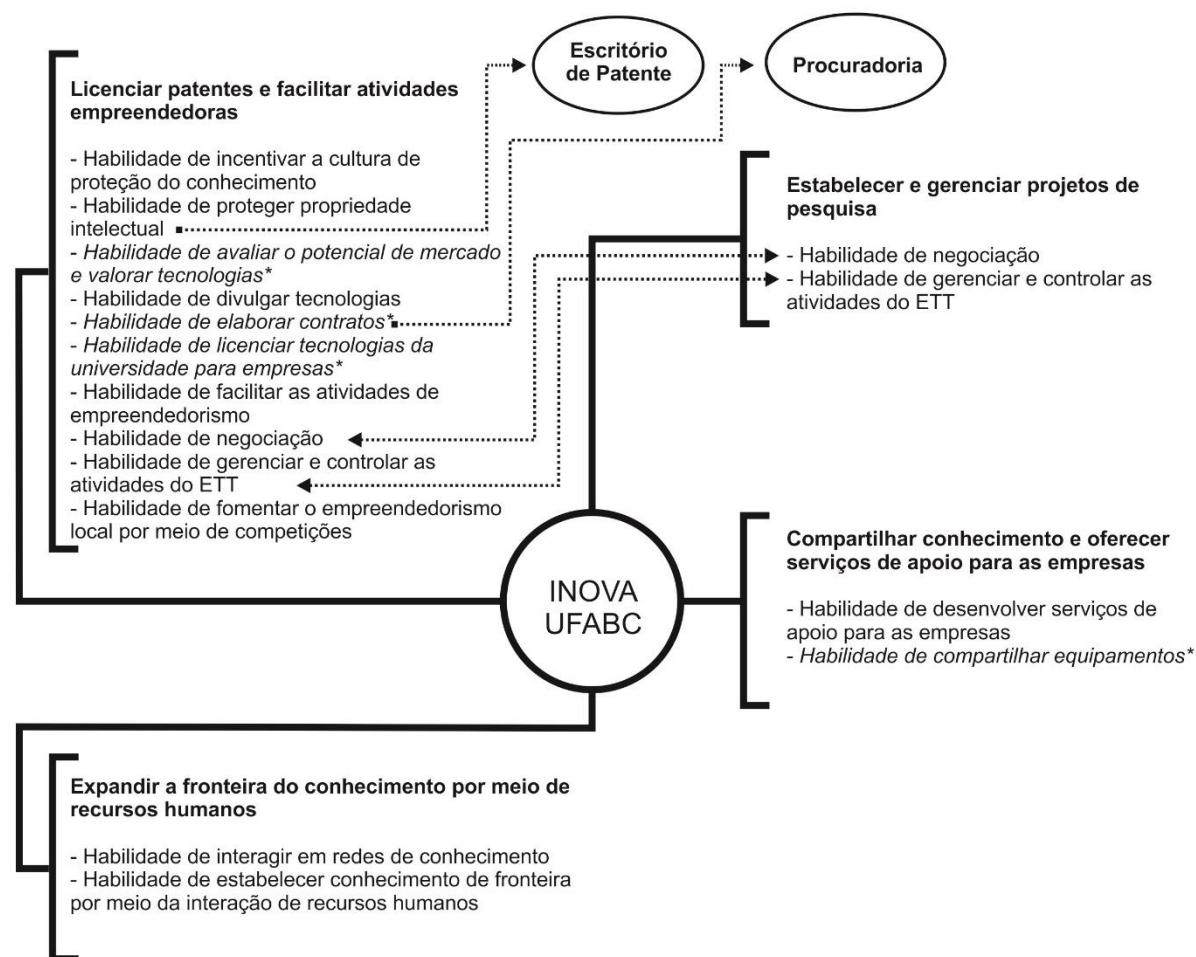 Escritório
de Patente
Procuradoria
Licenciar patentes e facilitar atividades
empreendedoras
- Habilidade de incentivar a cultura de
proteção do conhecimento
- Habilidade de proteger propriedade
intelectual
- Habilidade de avaliar o potencial de mercado
e valorar tecnologias*
- Habilidade de divulgar tecnologias
- Habilidade de elaborar contratos*
- Habilidade de licenciar tecnologias da
universidade para empresas*
- Habilidade de facilitar as atividades de
empreendedorismo
- Habilidade de negociação
- Habilidade de gerenciar e controlar as
atividades do ETT
- Habilidade de fomentar o empreendedorismo
local por meio de competições
Estabelecer e gerenciar projetos de
pesquisa
- Habilidade de negociação
- Habilidade de gerenciar e controlar as
atividades do ETT
INOVA
UFABC
Compartilhar conhecimento e oferecer
serviços de apoio para as empresas
- Habilidade de desenvolver serviços de
apoio para as empresas
- Habilidade de compartilhar equipamentos*
Expandir a fronteira do conhecimento por meio de
recursos humanos
- Habilidade de interagir em redes de conhecimento
- Habilidade de estabelecer conhecimento de fronteira
por meio da interação de recursos humanos